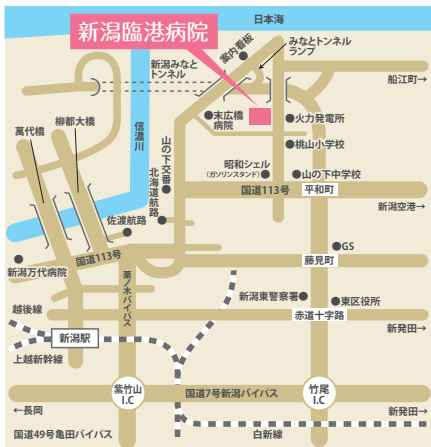 日本海
新潟臨港病院
案内看板
みなとトンネル
ランプ
新潟みなと
トンネル
船江町→
柳都大橋
萬代橋
信濃川
末広橋
病院
火力発電所
桃山小学校
山の下交番
北海道航路
昭和シェル
(ガソリンスタンド)
山の下中学校
国道113号
平和町
新潟空港→
佐渡航路
GS
新潟万代病院
国道113号
藤見町
栗ノ木バイパス
越後線
新潟東警察署
東区役所
赤道十字路
新発田→
新潟駅
上越新幹線
紫竹山
I.C
国道7号新潟バイパス
竹尾
I.C
←長岡
新発田→
国道49号亀田バイパス
白新線